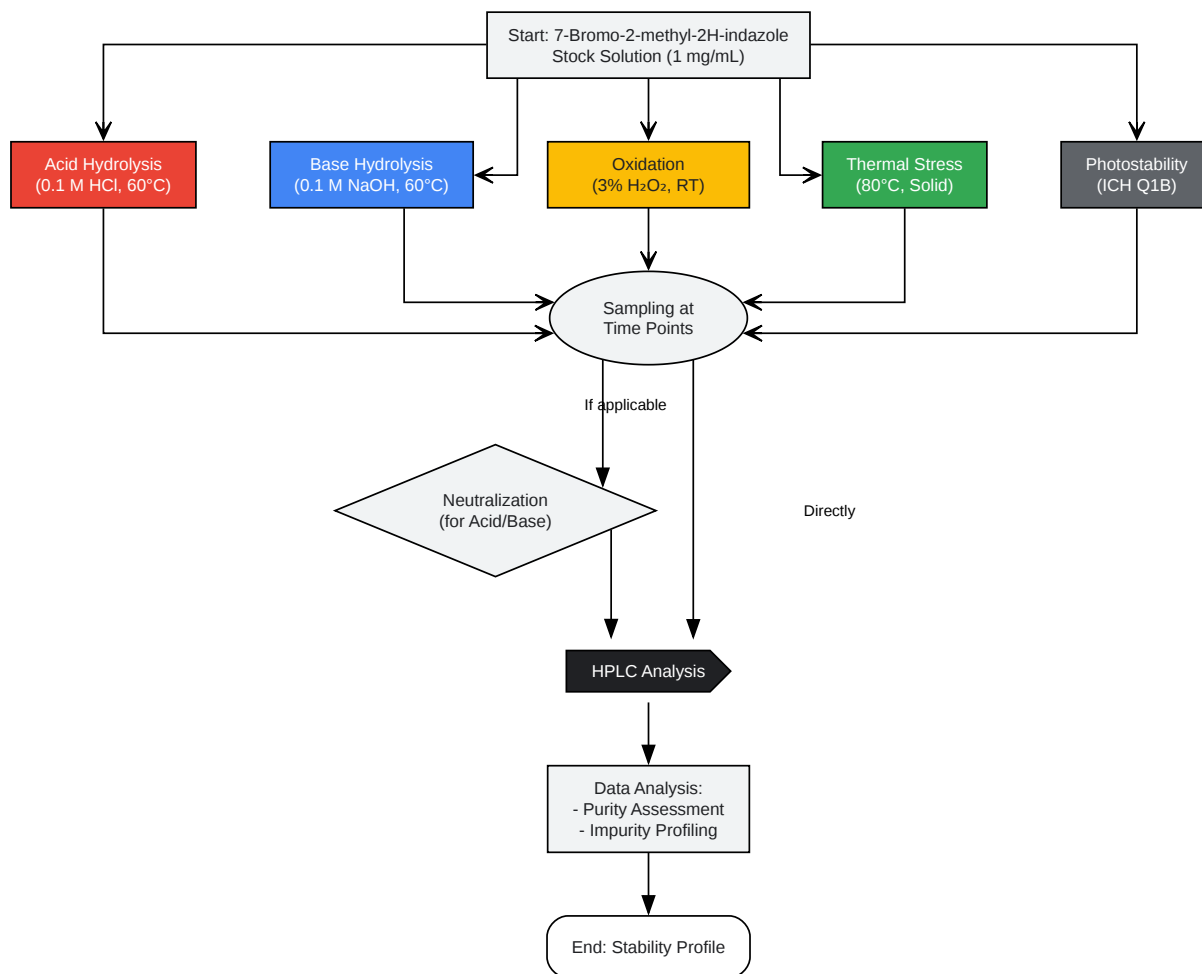 Start: 7-Bromo-2-methyl-2H-indazole
Stock Solution (1 mg/mL)
Acid Hydrolysis
(0.1 M HCl, 60°C)
Base Hydrolysis
(0.1 M NaOH, 60°C)
Oxidation
(3% H₂O₂, RT)
Thermal Stress
(80°C, Solid)
Photostability
(ICH Q1B)
Sampling at
Time Points
If applicable
Neutralization
(for Acid/Base)
Directly
HPLC Analysis
Data Analysis:
- Purity Assessment
- Impurity Profiling
End: Stability Profile